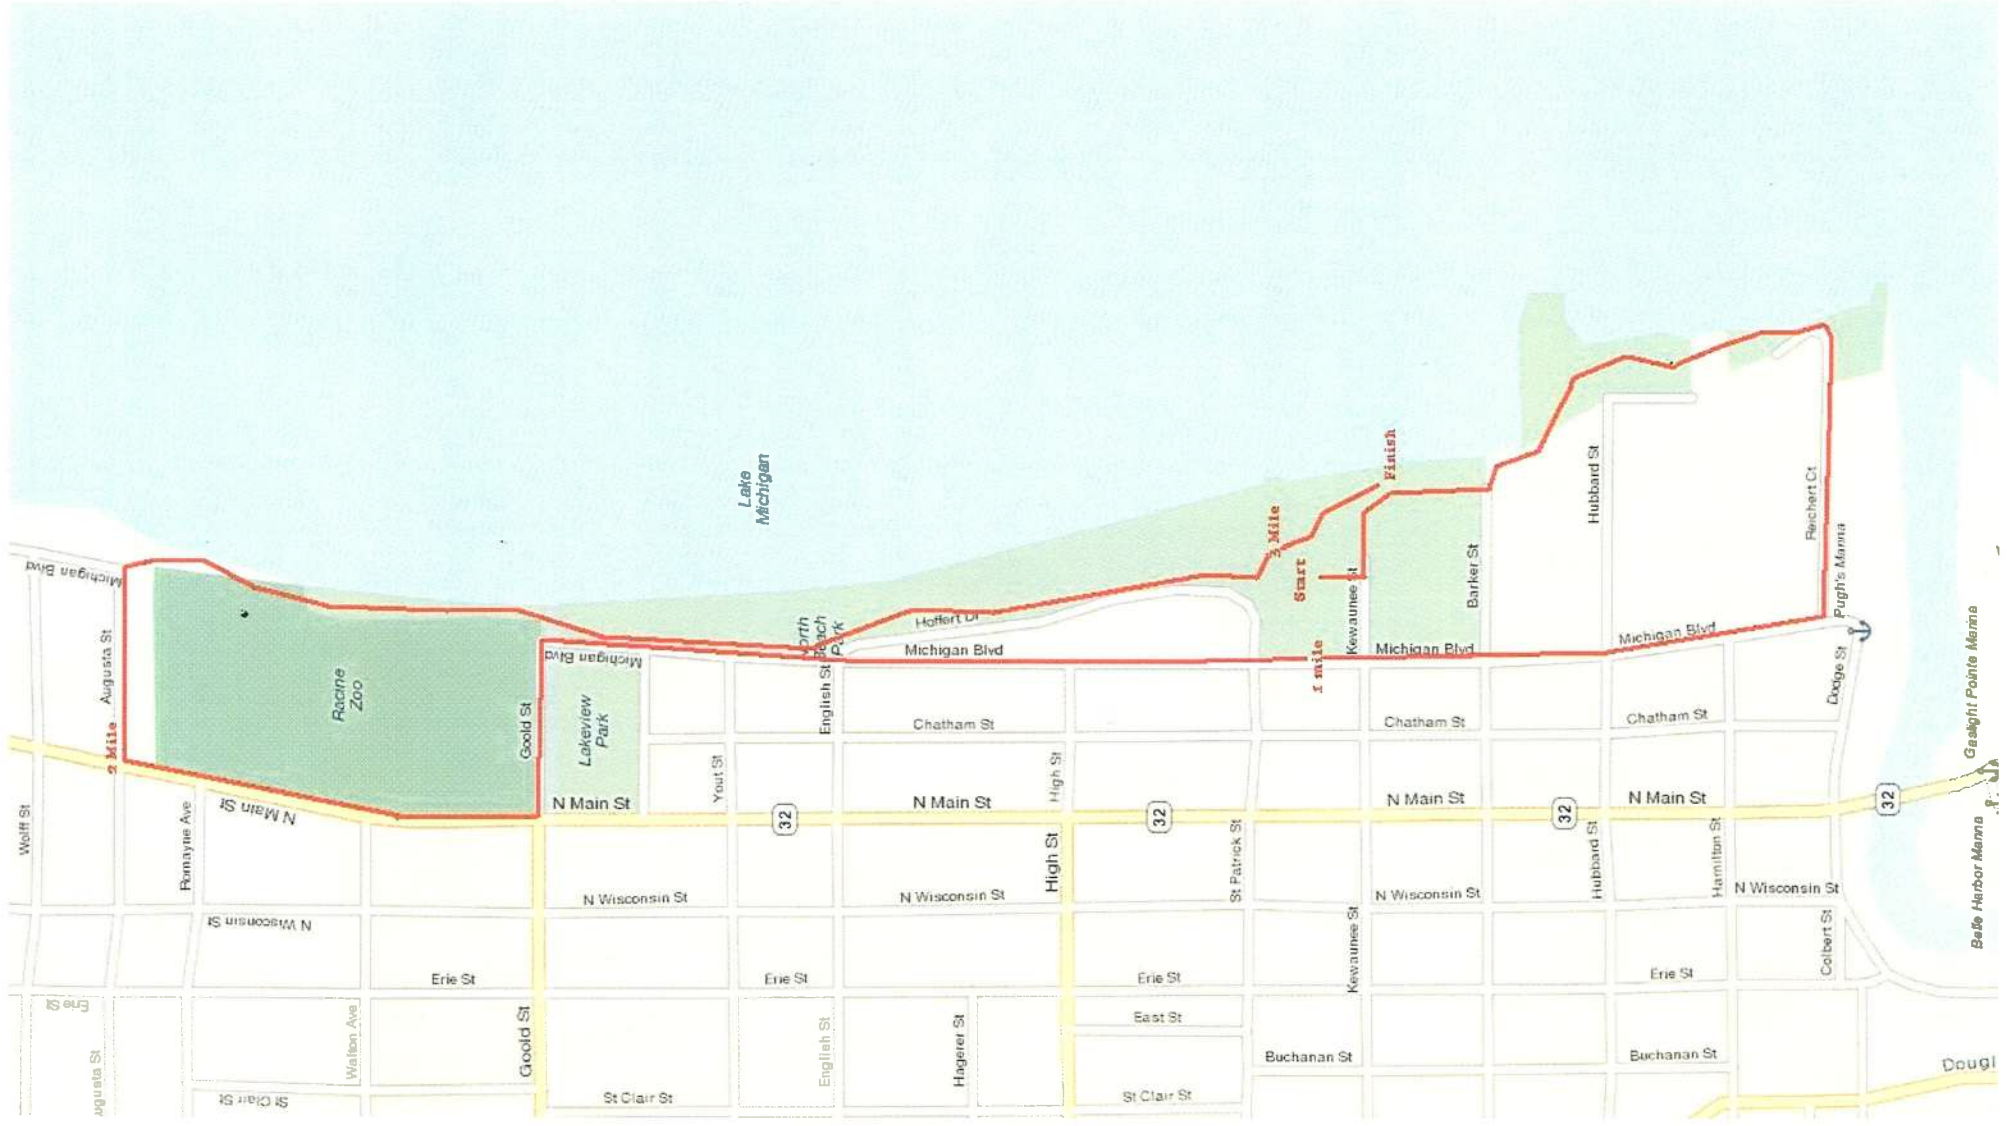 Lake
Michigan
Finish
3 Mile
Start
Hubbard St
Reichert Ct
Pugh's Marina
Gaslight Pointe Marina
Belle Harbor Marina
Michigan Blvd
Augusta St
2 Mile
Racine
Zoo
Goold St
Michigan Blvd
Lakeview
Park
North
Beach
Park
English St
Hoffert Dr
Michigan Blvd
1 mile
Kewaunee St
Michigan Blvd
Barker St
Michigan Blvd
Dodge St
Chatham St
Chatham St
Chatham St
Yout St
High St
Wolff St
Romayne Ave
N Main St
N Main St
32
N Main St
32
N Main St
32
N Main St
32
High St
St Patrick St
Hubbard St
Hamilton St
N Wisconsin St
N Wisconsin St
N Wisconsin St
N Wisconsin St
N Wisconsin St
Kewaunee St
Colbert St
Erie St
Erie St
Erie St
Erie St
Erie St
East St
ugusta St
Walton Ave
Goold St
English St
Hagerer St
Buchanan St
Buchanan St
Dougl
St Clair St
St Clair St
St Clair St